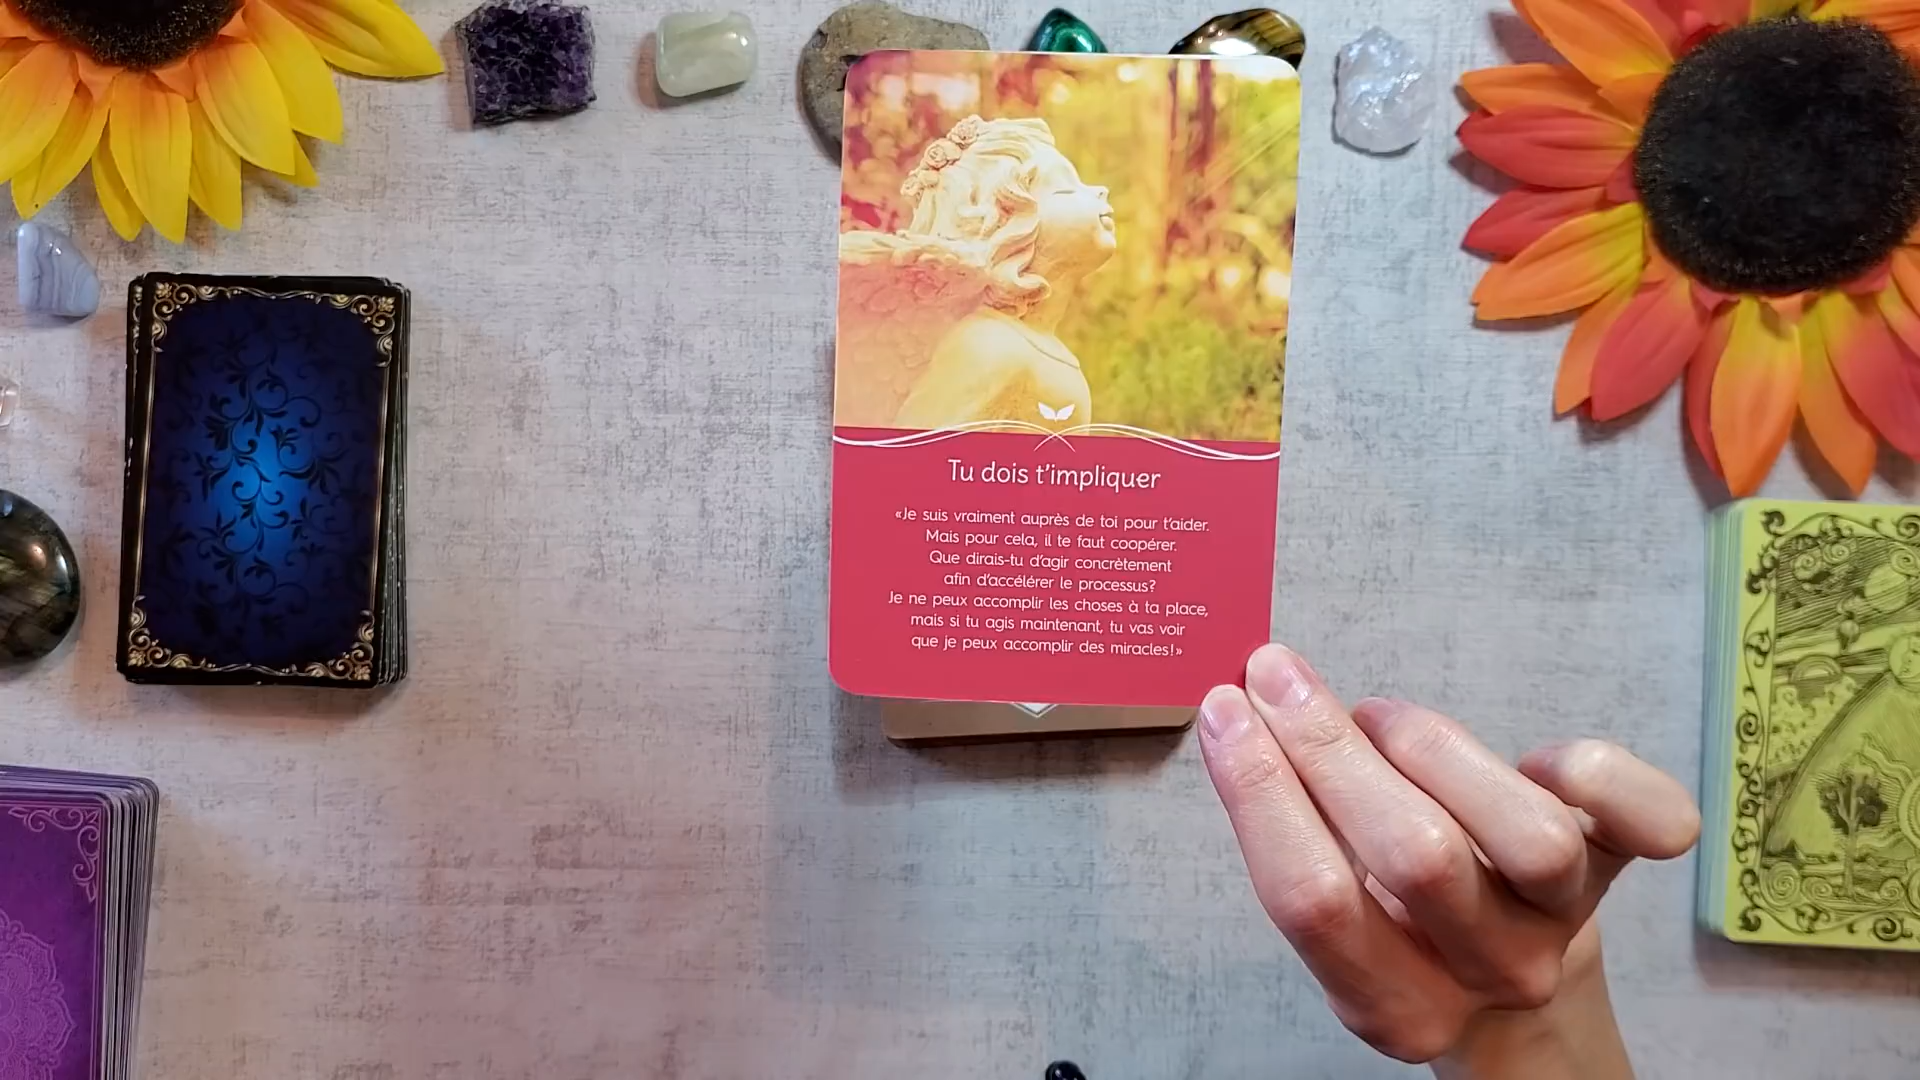 Tu dois t'impliquer
«Je suis vraiment auprès de toi pour t'aider.
Mais pour cela, il te faut coopérer.
Que dirais-tu d'agir concrètement
afin d'accélérer le processus?
Je ne peux accomplir les choses à ta place,
mais si tu agis maintenant, tu vas voir
que je peux accomplir des miracles!»